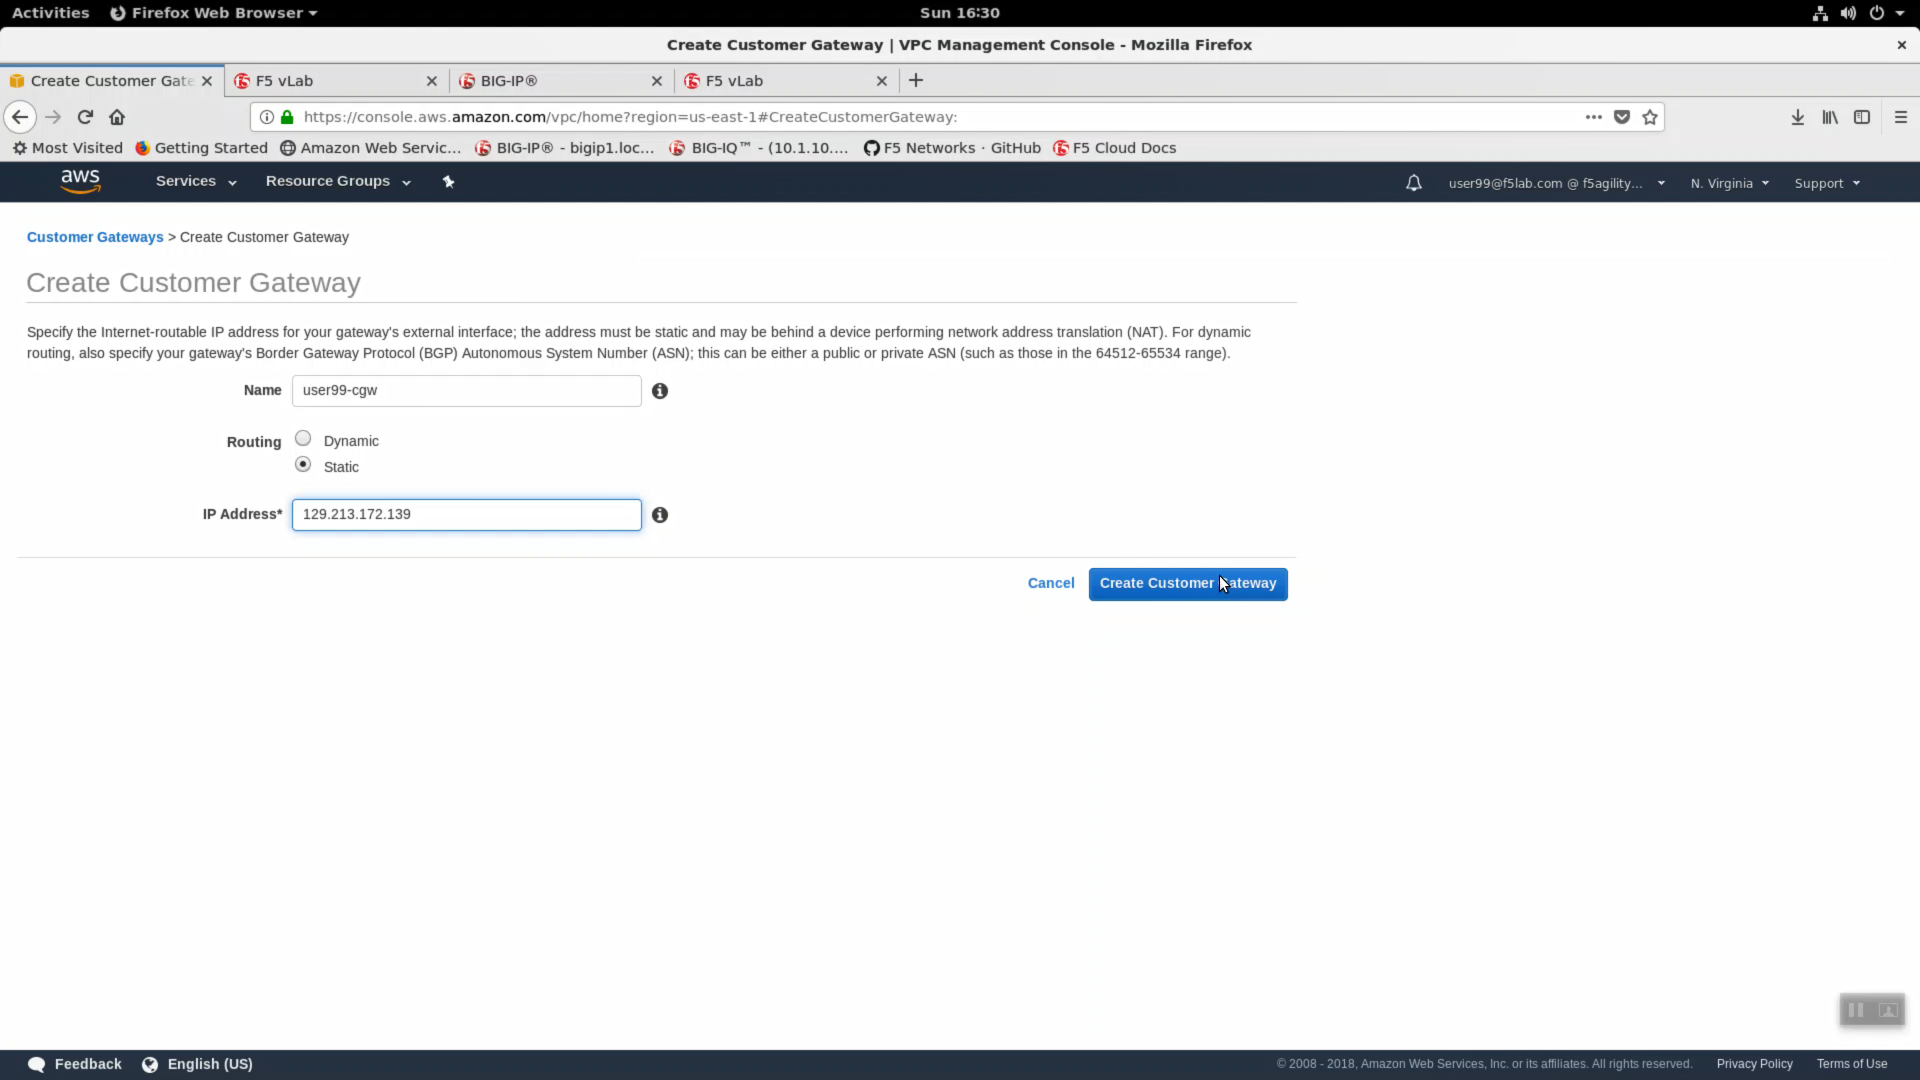 Activities Firefox Web Browser Sun 16:30
Create Customer Gateway | VPC Management Console - Mozilla Firefox
Create Customer Gate F5 vLab BIG-IP® F5 vLab
https://console.aws.amazon.com/vpc/home?region=us-east-1#CreateCustomerGateway:
Most Visited Getting Started Amazon Web Servic... BIG-IP® - bigip1.loc... BIG-IQ™ - (10.1.10.... F5 Networks · GitHub F5 Cloud Docs
aws Services Resource Groups user99@f5lab.com @ f5agility... N. Virginia Support
Customer Gateways > Create Customer Gateway
Create Customer Gateway
Specify the Internet-routable IP address for your gateway's external interface; the address must be static and may be behind a device performing network address translation (NAT). For dynamic
routing, also specify your gateway's Border Gateway Protocol (BGP) Autonomous System Number (ASN); this can be either a public or private ASN (such as those in the 64512-65534 range).
Name user99-cgw
Routing Dynamic
Static
IP Address* 129.213.172.139
Cancel Create Customer Gateway
Feedback English (US) © 2008 - 2018, Amazon Web Services, Inc. or its affiliates. All rights reserved. Privacy Policy Terms of Use